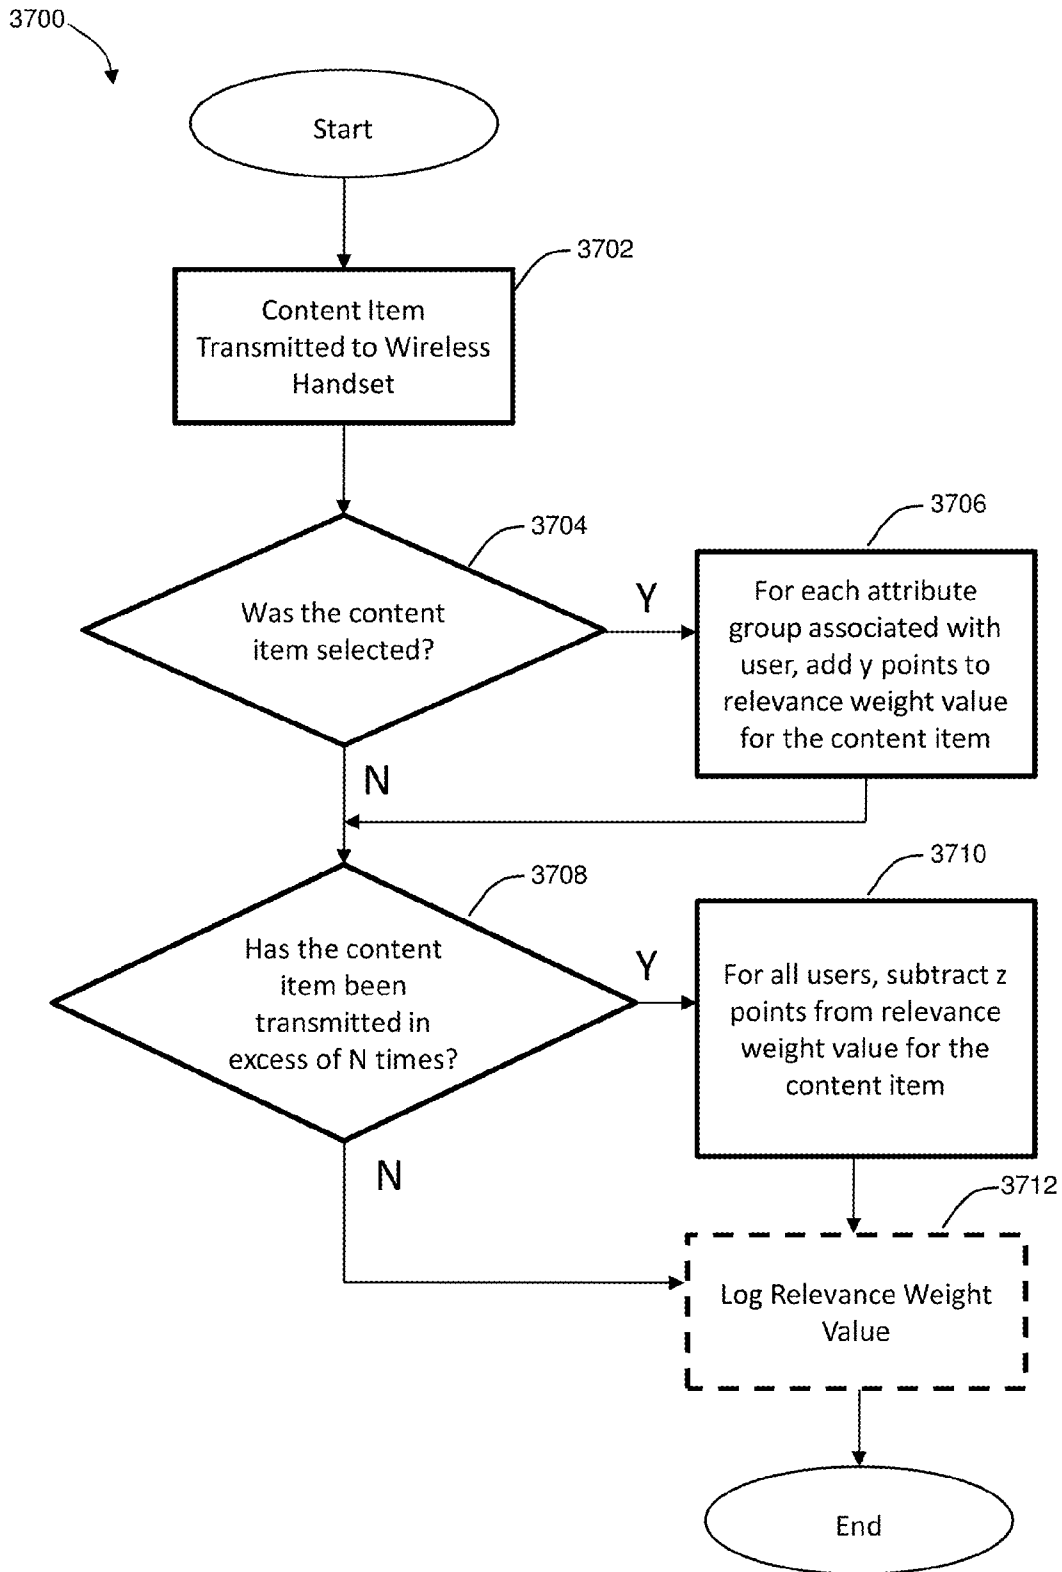 3700
Start
3702
Content Item
Transmitted to Wireless
Handset
3704
Was the content
item selected?
Y
N
3706
For each attribute
group associated with
user, add y points to
relevance weight value
for the content item
3708
Has the content
item been
transmitted in
excess of N times?
Y
N
3710
For all users, subtract z
points from relevance
weight value for the
content item
3712
Log Relevance Weight
Value
End